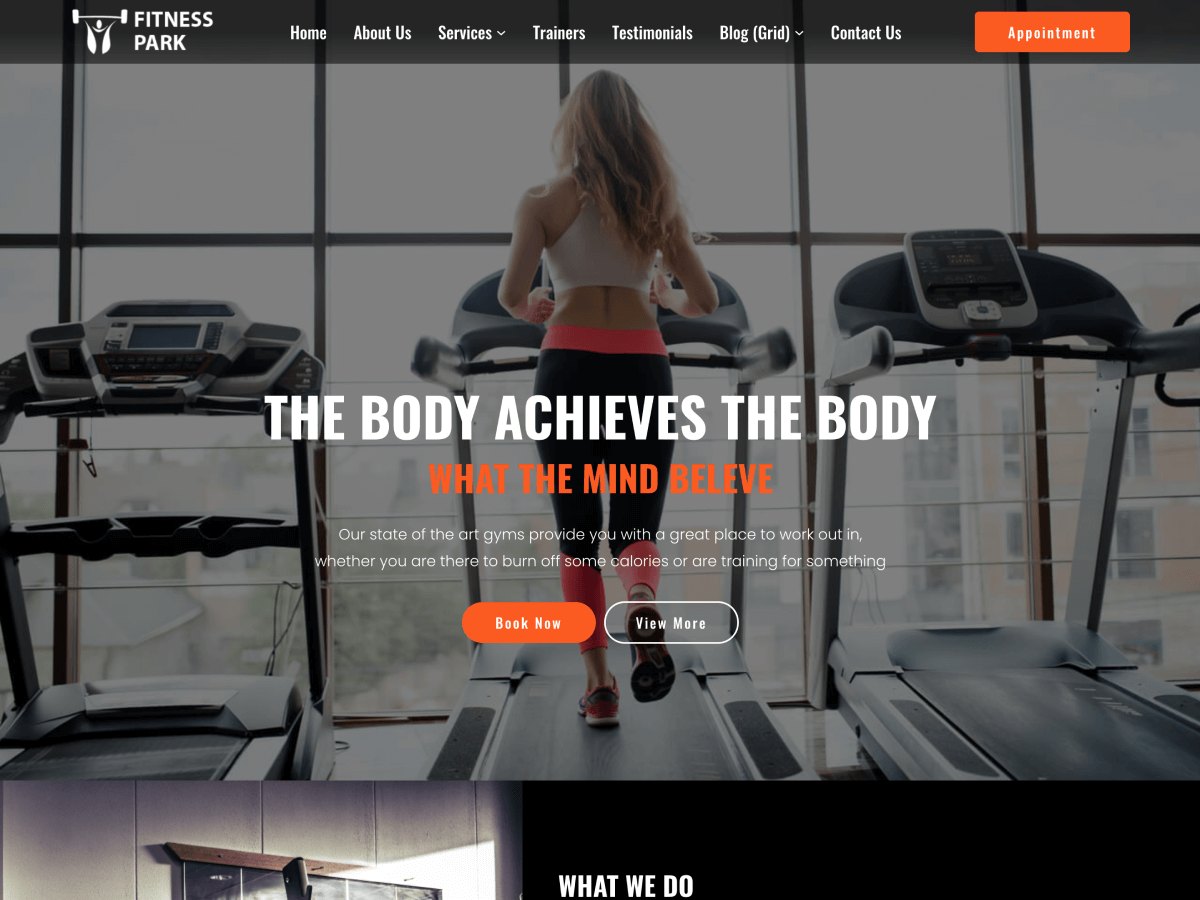 FITNESS
PARK
Home
About Us
Services
Trainers
Testimonials
Blog (Grid)
Contact Us
Appointment
THE BODY ACHIEVES THE BODY
WHAT THE MIND BELEVE
Our state of the art gyms provide you with a great place to work out in,
whether you are there to burn off some calories or are training for something
Book Now
View More
WHAT WE DO